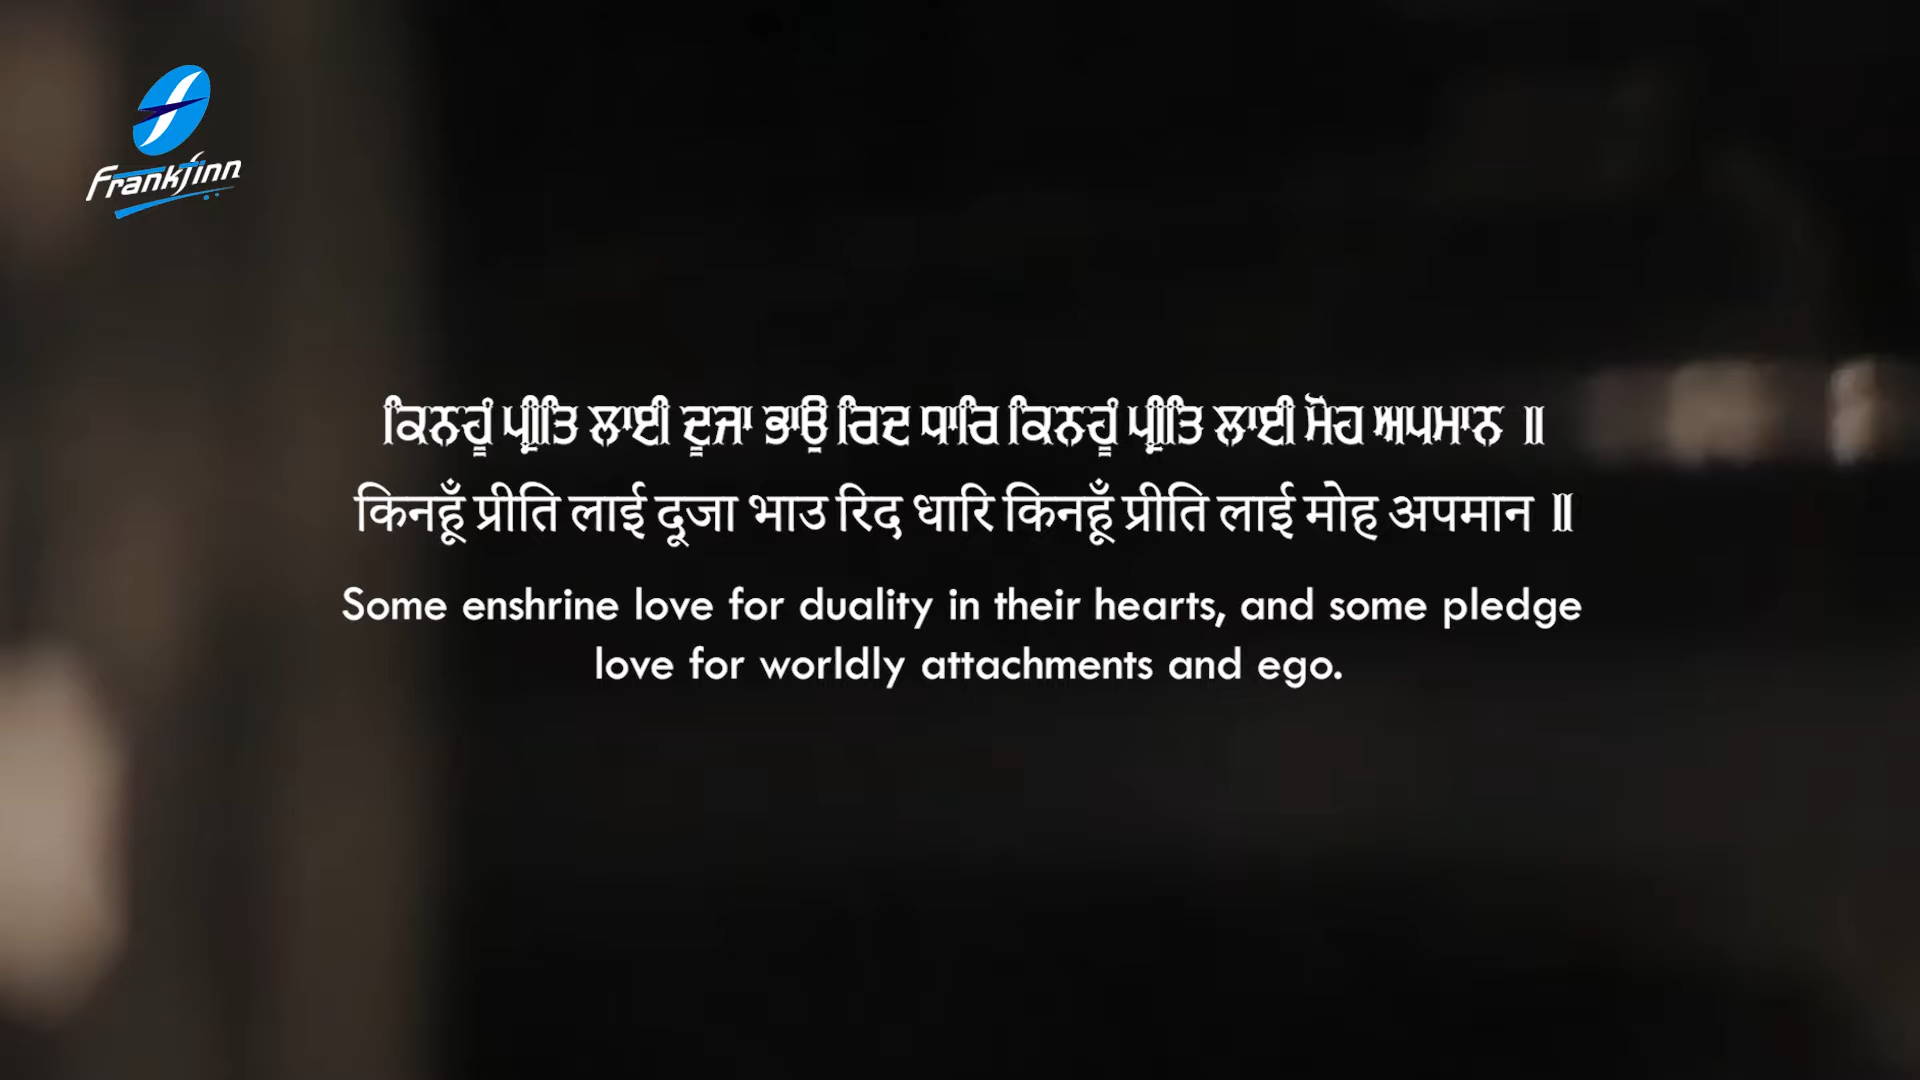 Frankfinn
ਕਿਨਹੂੰ ਪ੍ਰੀਤਿ ਲਾਈ ਦੂਜਾ ਭਾਉ ਰਿਦ ਧਾਰਿ ਕਿਨਹੂੰ ਪ੍ਰੀਤਿ ਲਾਈ ਮੋਹ ਅਪਮਾਨ ॥
किनहूँ प्रीति लाई दूजा भाउ रिद धारि किनहूँ प्रीति लाई मोह अपमान ॥
Some enshrine love for duality in their hearts, and some pledge
love for worldly attachments and ego.